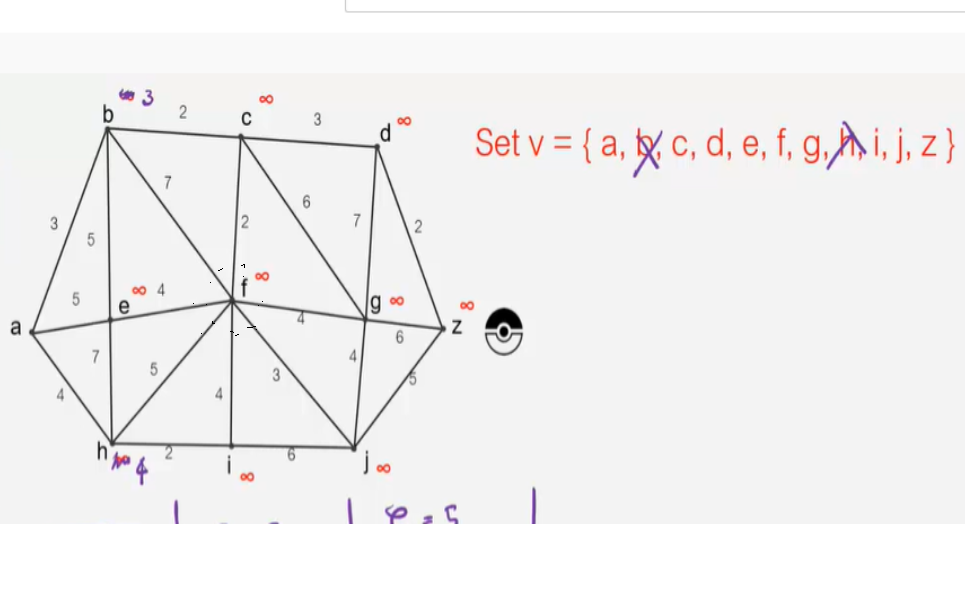 ∞ 3
b
2
c
∞
3
d
∞
Set v = { a, b, c, d, e, f, g, h, i, j, z }
7
3
5
2
6
7
2
5
e
∞
4
f
∞
g
∞
z
∞
a
4
6
7
5
4
3
4
5
4
h
∞ 4
2
i
∞
6
j
∞
φ = 5